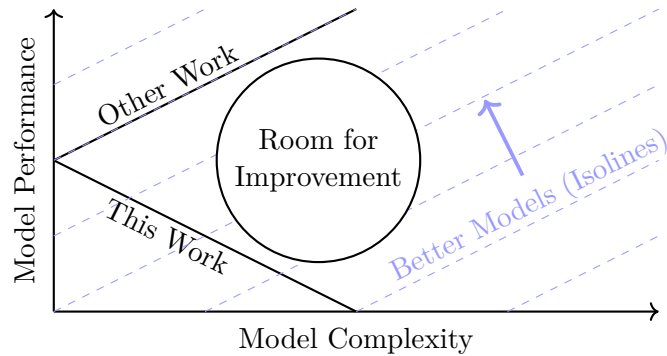 Model Performance
Other Work
Room for
Improvement
This Work
Better Models (Isolines)
Model Complexity